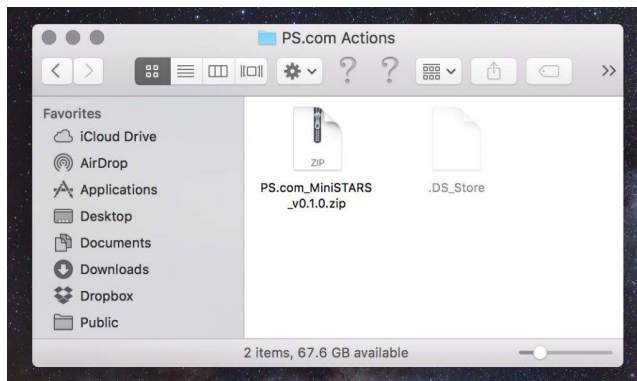 PS.com Actions
Favorites
iCloud Drive
AirDrop
Applications
Desktop
Documents
Downloads
Dropbox
Public
ZIP
PS.com_MiniSTARS
_v0.1.0.zip
.DS_Store
2 items, 67.6 GB available